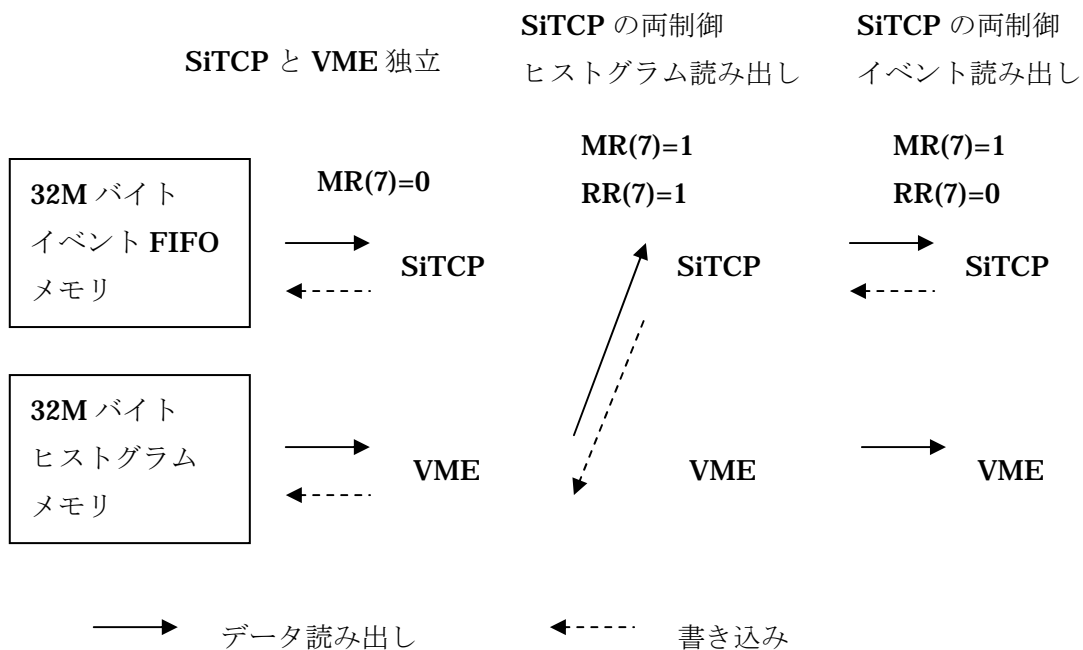 SiTCP と VME 独立
SiTCP の両制御
ヒストグラム読み出し
SiTCP の両制御
イベント読み出し
MR(7)=0
MR(7)=1
RR(7)=1
MR(7)=1
RR(7)=0
32M バイト
イベント FIFO
メモリ
SiTCP
SiTCP
SiTCP
32M バイト
ヒストグラム
メモリ
VME
VME
VME
データ読み出し
書き込み